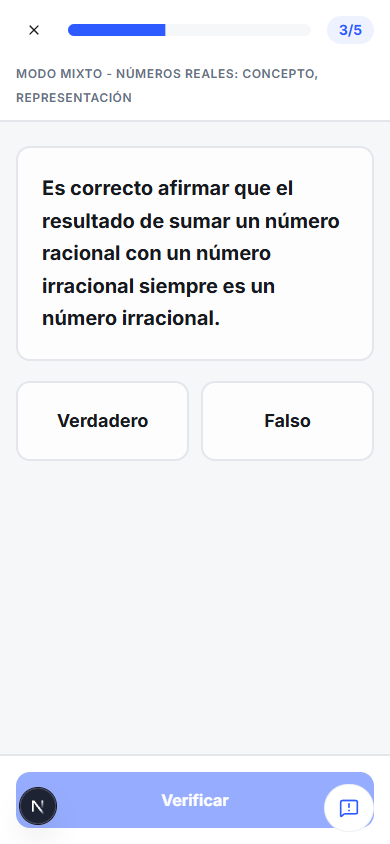 3/5
MODO MIXTO - NÚMEROS REALES: CONCEPTO,
REPRESENTACIÓN
Es correcto afirmar que el
resultado de sumar un número
racional con un número
irracional siempre es un
número irracional.
Verdadero
Falso
Verificar
N